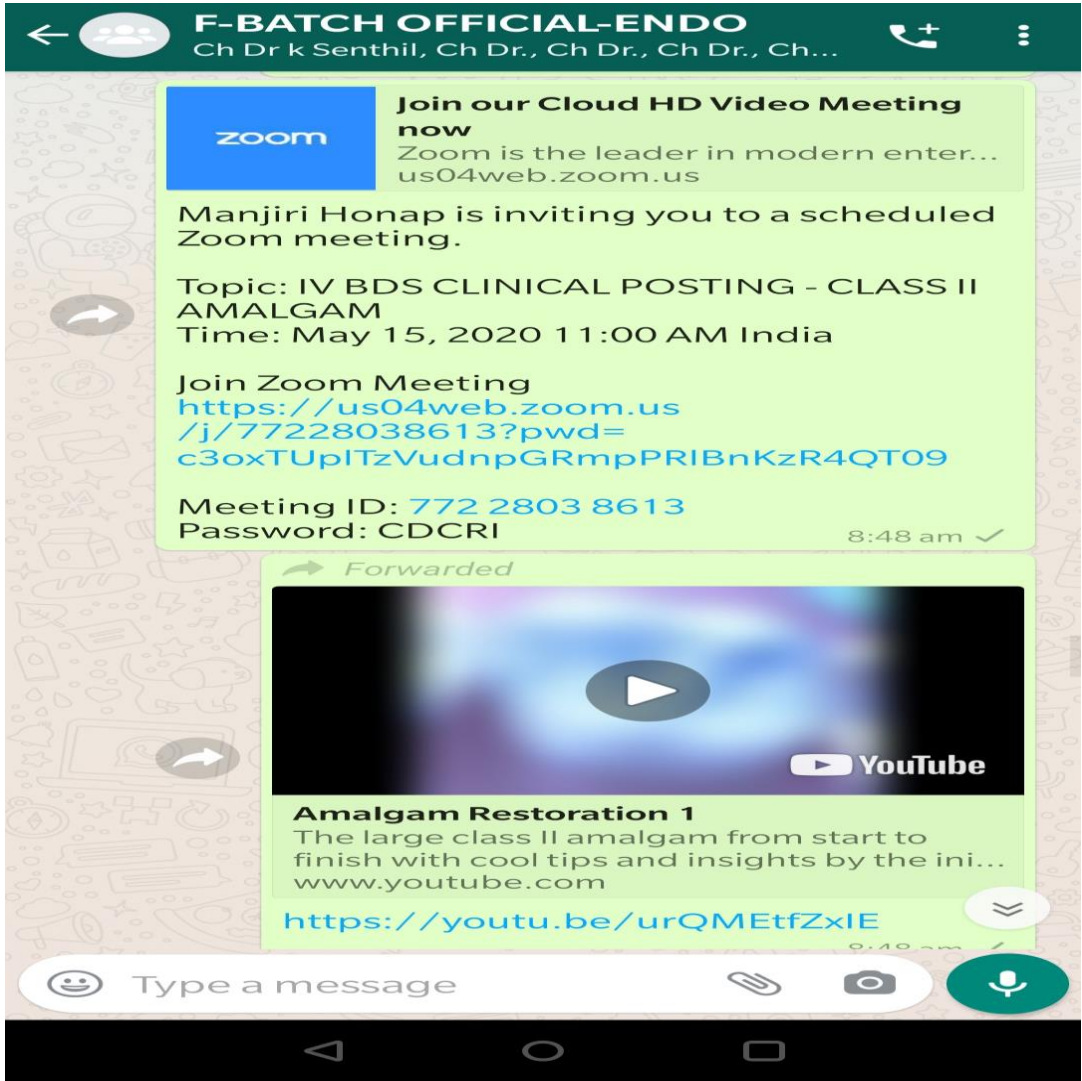 F-BATCH OFFICIAL-ENDO
Ch Dr k Senthil, Ch Dr., Ch Dr., Ch Dr., Ch...
zoom
Join our Cloud HD Video Meeting
now
Zoom is the leader in modern enter...
us04web.zoom.us
Manjiri Honap is inviting you to a scheduled
Zoom meeting.
Topic: IV BDS CLINICAL POSTING - CLASS II
AMALGAM
Time: May 15, 2020 11:00 AM India
Join Zoom Meeting
https://us04web.zoom.us
/j/77228038613?pwd=
c3oxTUplTzVudnpGRmpPRlBnKzR4QT09
Meeting ID: 772 2803 8613
Password: CDCRI
8:48 am
Forwarded
YouTube
Amalgam Restoration 1
The large class II amalgam from start to
finish with cool tips and insights by the ini...
www.youtube.com
https://youtu.be/urQMEtfZxIE
8:48 am
Type a message